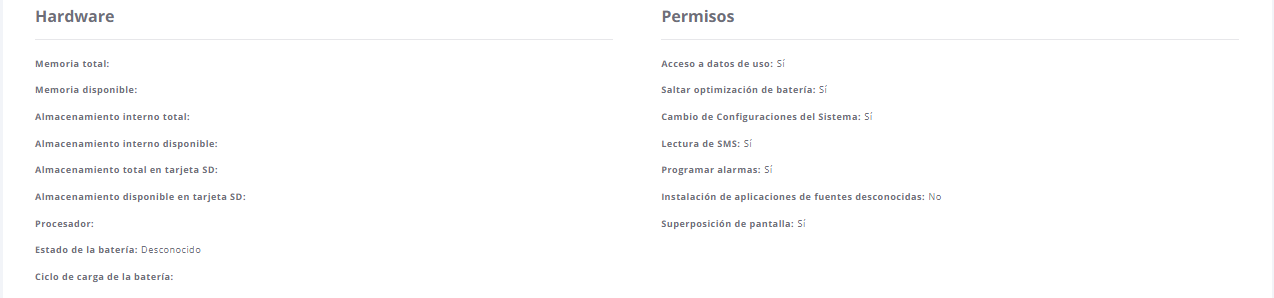 Hardware
Memoria total:
Memoria disponible:
Almacenamiento interno total:
Almacenamiento interno disponible:
Almacenamiento total en tarjeta SD:
Almacenamiento disponible en tarjeta SD:
Procesador:
Estado de la batería: Desconocido
Ciclo de carga de la batería:
Permisos
Acceso a datos de uso: Sí
Saltar optimización de batería: Sí
Cambio de Configuraciones del Sistema: Sí
Lectura de SMS: Sí
Programar alarmas: Sí
Instalación de aplicaciones de fuentes desconocidas: No
Superposición de pantalla: Sí